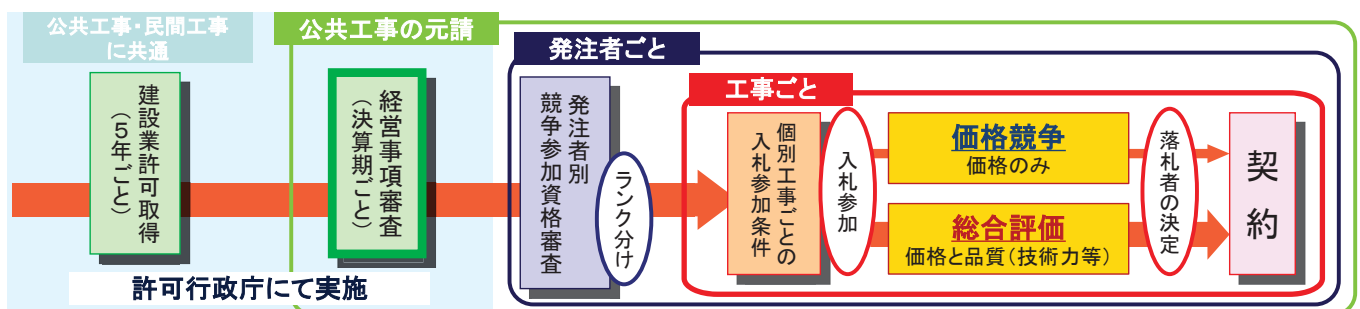 公共工事・民間工事
に共通
公共工事の元請
発注者ごと
工事ごと
建設業許可取得
（５年ごと）
経営事項審査
（決算期ごと）
許可行政庁にて実施
発注者別
競争参加資格審査
ランク分け
個別工事ごとの
入札参加条件
入札参加
価格競争
価格のみ
総合評価
価格と品質（技術力等）
落札者の決定
契約